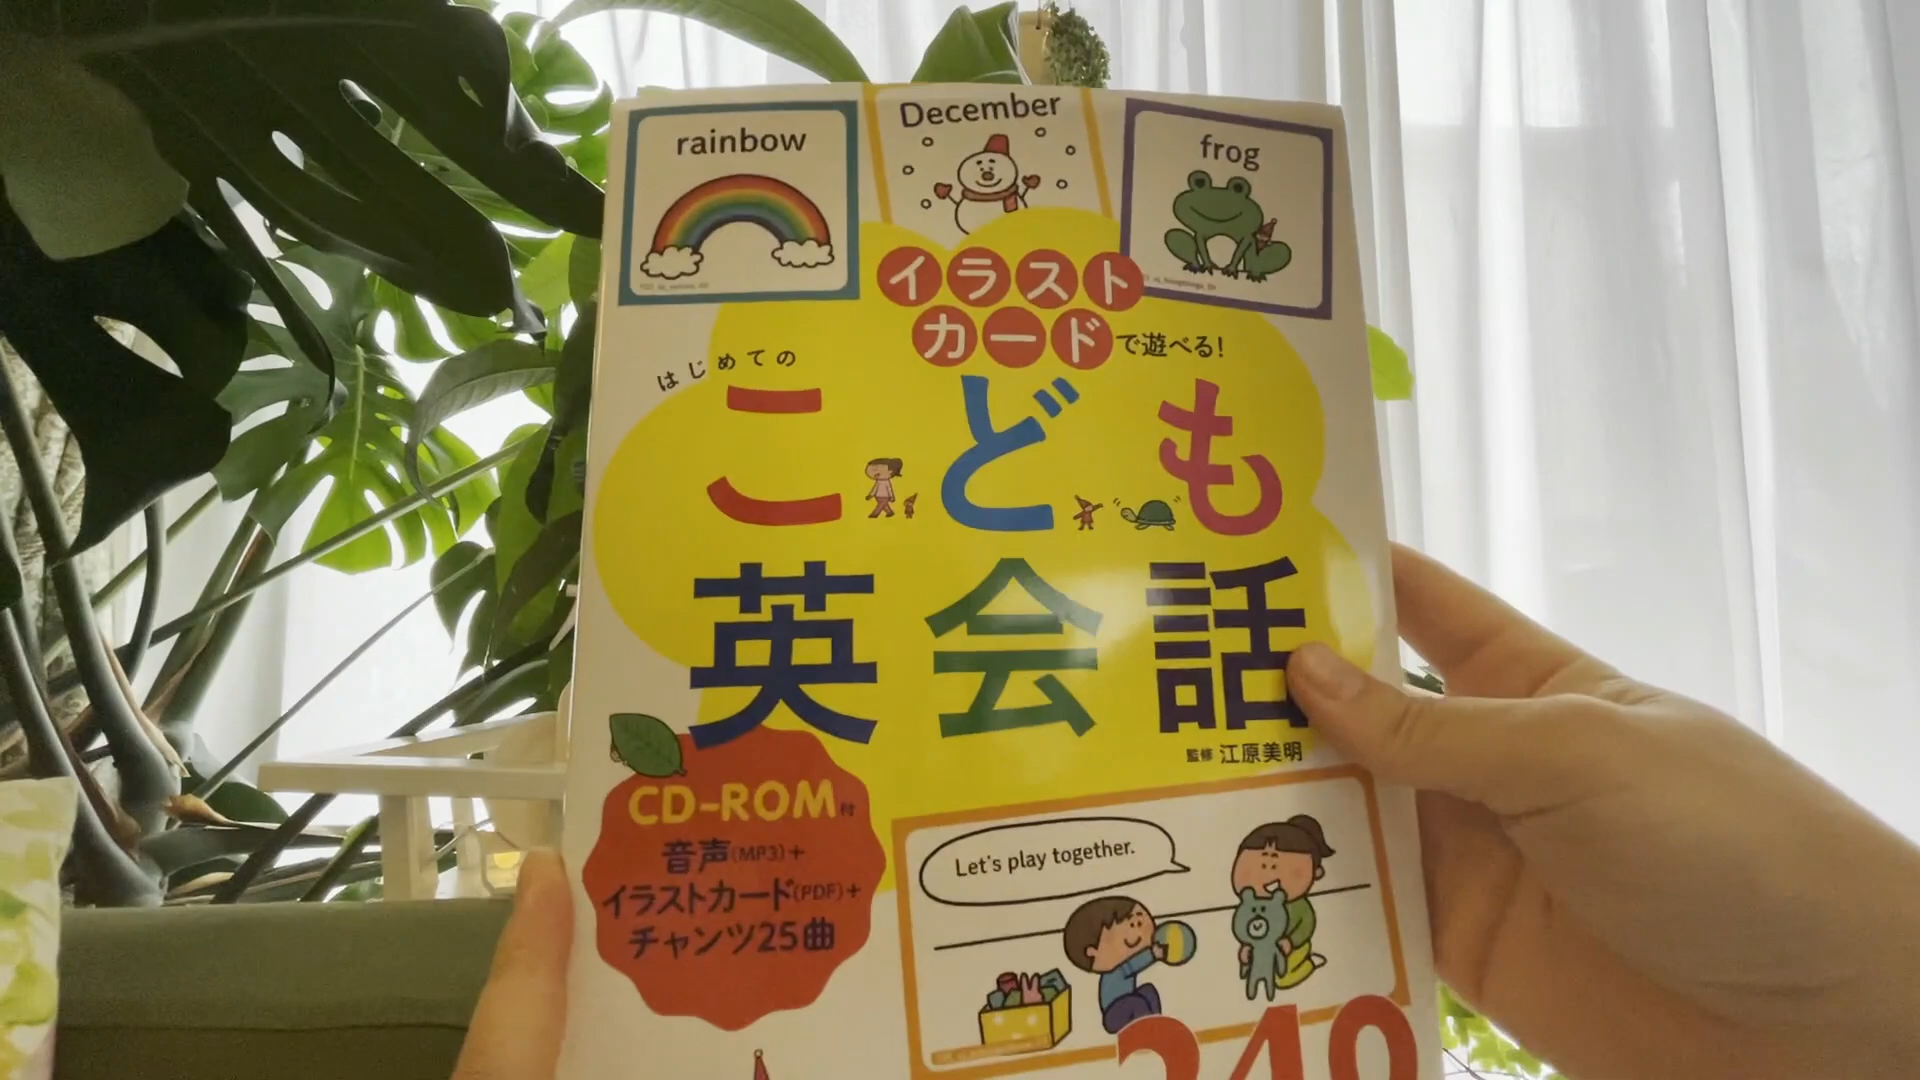 rainbow
December
frog
イラスト
カードで遊べる!
はじめての
こども
英会話
監修 江原美明
CD-ROM付
音声(MP3)+
イラストカード(PDF)+
チャンツ25曲
Let's play together.
240